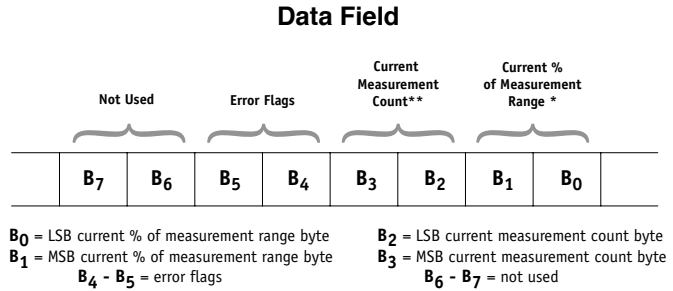 Data Field
Not Used
Error Flags
Current
Measurement
Count**
Current %
of Measurement
Range *
B7 B6 B5 B4 B3 B2 B1 B0
B0 = LSB current % of measurement range byte
B1 = MSB current % of measurement range byte
B4 - B5 = error flags
B2 = LSB current measurement count byte
B3 = MSB current measurement count byte
B6 - B7 = not used